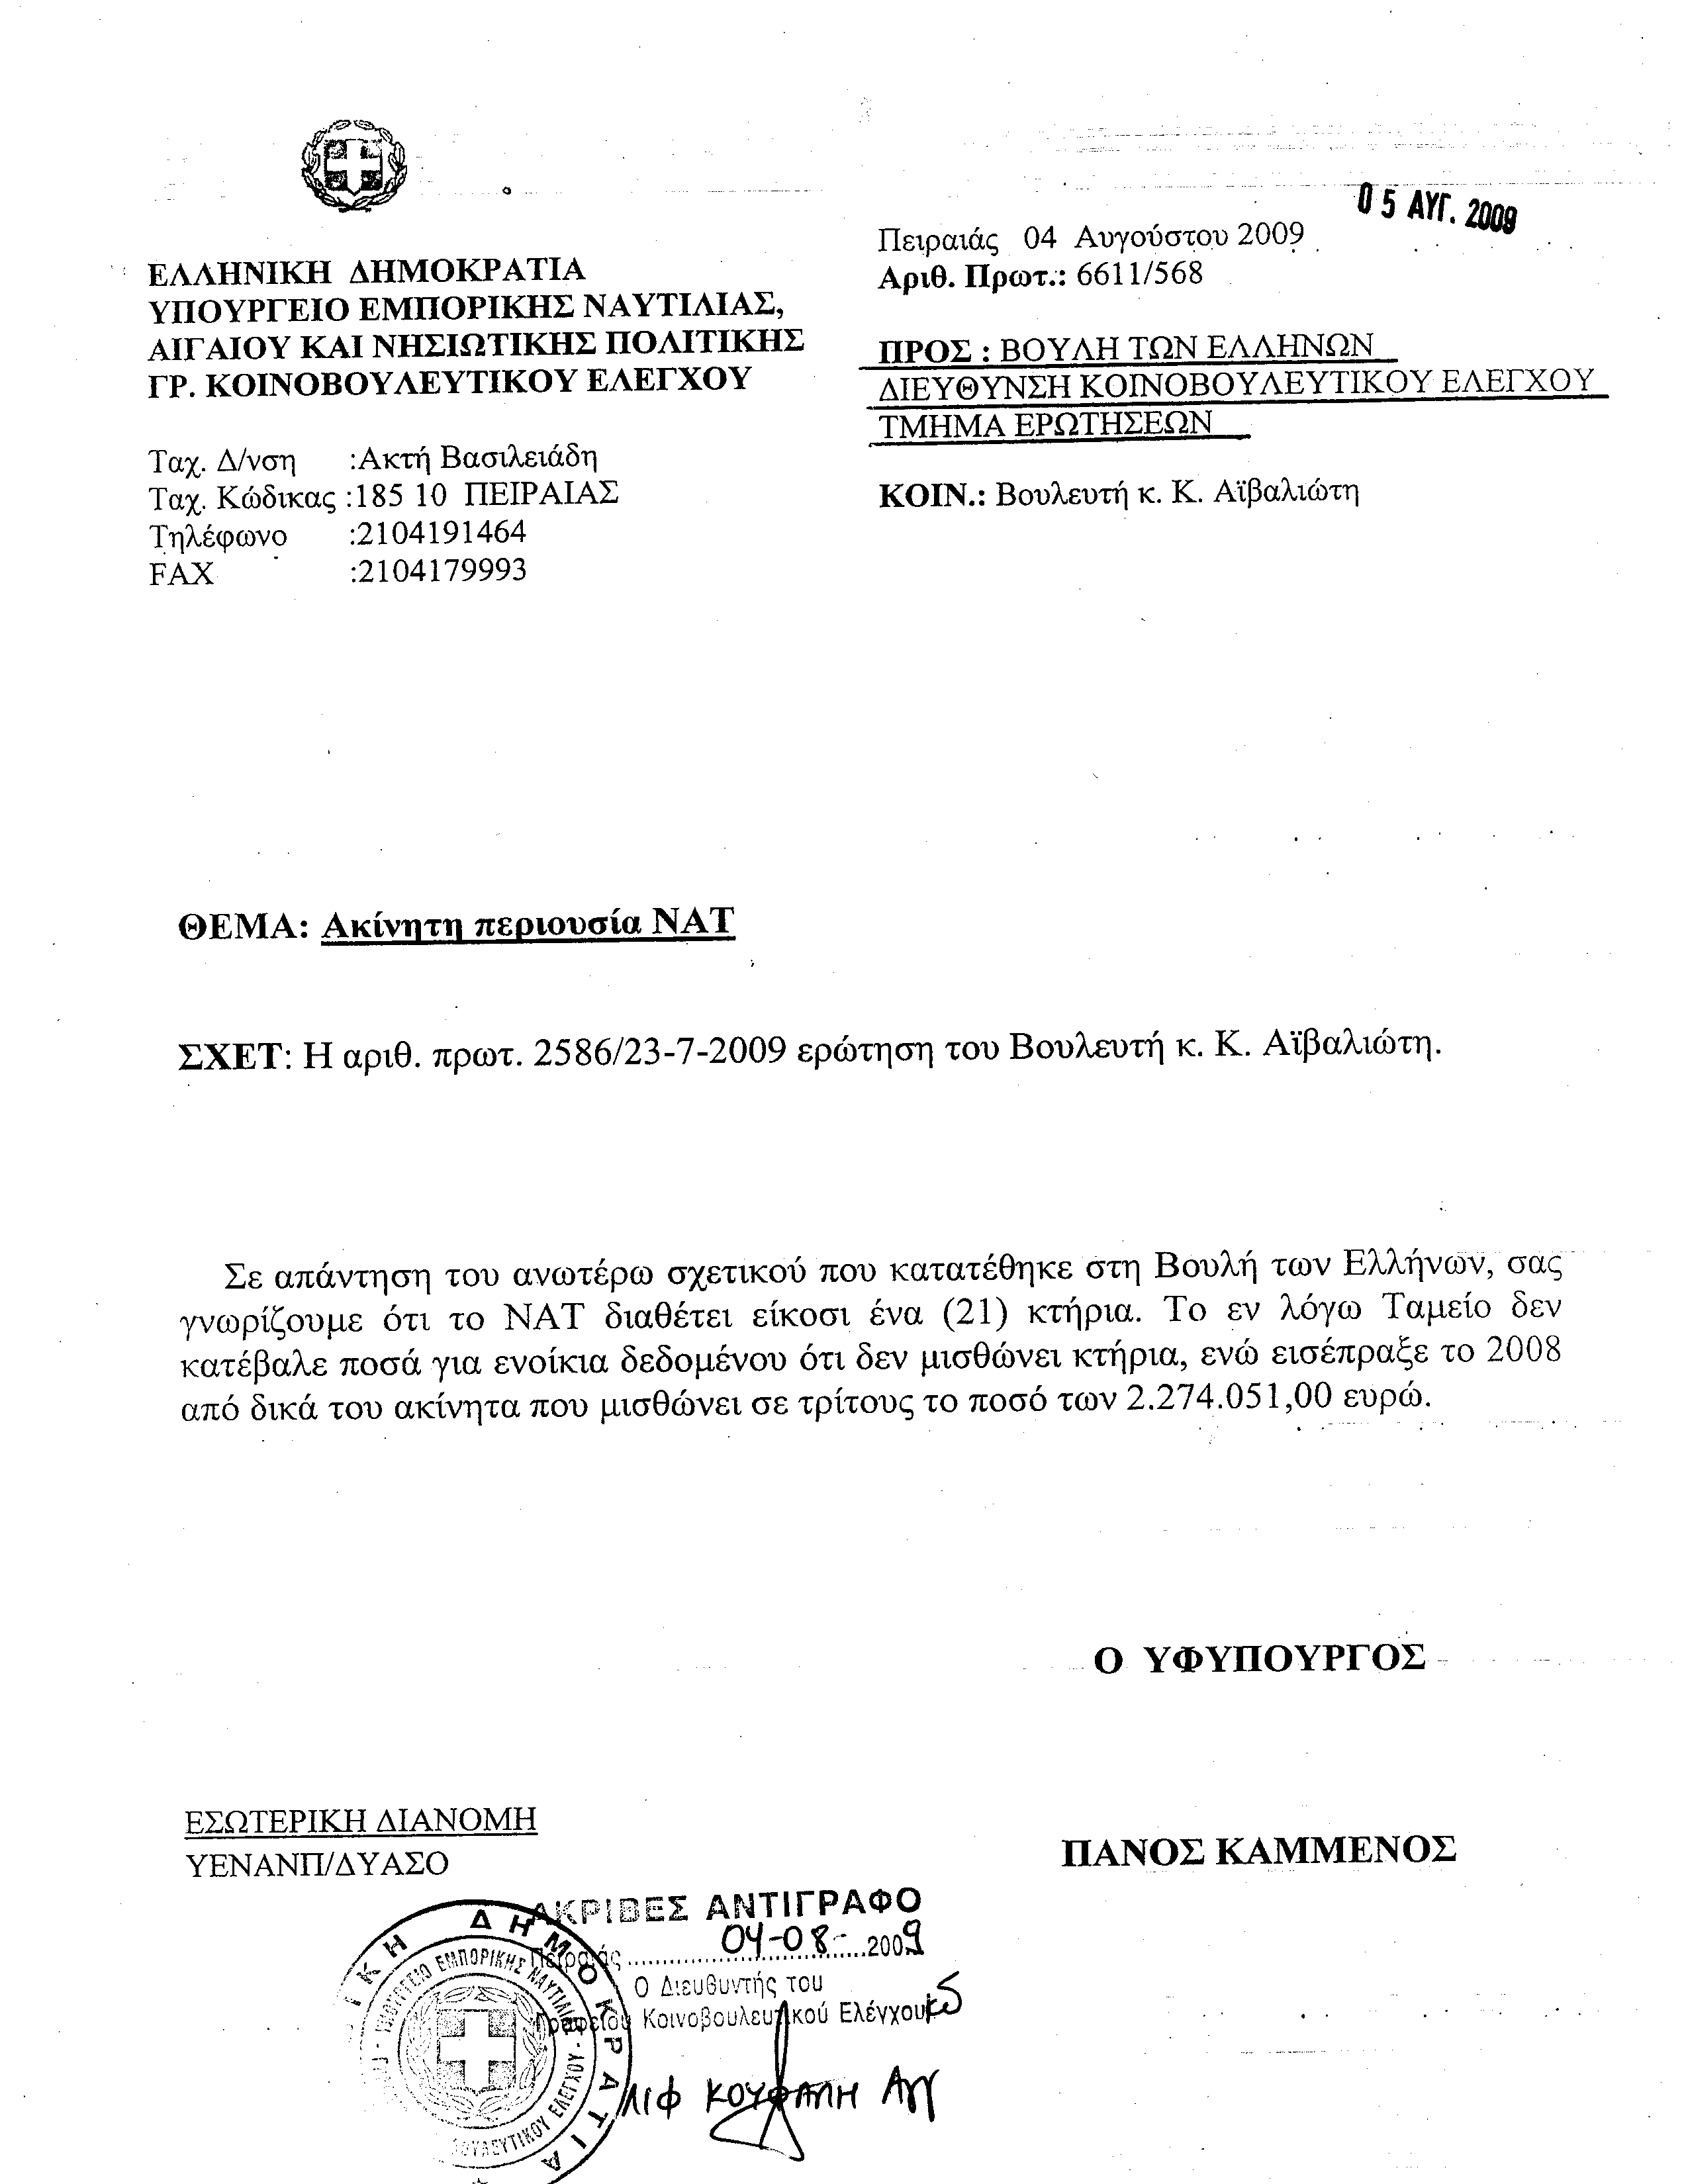 05 ΑΥΓ. 2009
Πειραιάς 04 Αυγούστου 2009
Αριθ. Πρωτ.: 6611/568
ΕΛΛΗΝΙΚΗ ΔΗΜΟΚΡΑΤΙΑ
ΥΠΟΥΡΓΕΙΟ ΕΜΠΟΡΙΚΗΣ ΝΑΥΤΙΛΙΑΣ,
ΑΙΓΑΙΟΥ ΚΑΙ ΝΗΣΙΩΤΙΚΗΣ ΠΟΛΙΤΙΚΗΣ
ΓΡ. ΚΟΙΝΟΒΟΥΛΕΥΤΙΚΟΥ ΕΛΕΓΧΟΥ
ΠΡΟΣ : ΒΟΥΛΗ ΤΩΝ ΕΛΛΗΝΩΝ
ΔΙΕΥΘΥΝΣΗ ΚΟΙΝΟΒΟΥΛΕΥΤΙΚΟΥ ΕΛΕΓΧΟΥ
ΤΜΗΜΑ ΕΡΩΤΗΣΕΩΝ
Ταχ. Δ/νση :Ακτή Βασιλειάδη
Ταχ. Κώδικας :185 10 ΠΕΙΡΑΙΑΣ
Τηλέφωνο :2104191464
FAX :2104179993
ΚΟΙΝ.: Βουλευτή κ. Κ. Αϊβαλιώτη
ΘΕΜΑ: Ακίνητη περιουσία ΝΑΤ
ΣΧΕΤ: Η αριθ. πρωτ. 2586/23-7-2009 ερώτηση του Βουλευτή κ. Κ. Αϊβαλιώτη.
Σε απάντηση του ανωτέρω σχετικού που κατατέθηκε στη Βουλή των Ελλήνων, σας
γνωρίζουμε ότι το ΝΑΤ διαθέτει είκοσι ένα (21) κτήρια. Το εν λόγω Ταμείο δεν
κατέβαλε ποσά για ενοίκια δεδομένου ότι δεν μισθώνει κτήρια, ενώ εισέπραξε το 2008
από δικά του ακίνητα που μισθώνει σε τρίτους το ποσό των 2.274.051,00 ευρώ.
Ο ΥΦΥΠΟΥΡΓΟΣ
ΠΑΝΟΣ ΚΑΜΜΕΝΟΣ
ΕΣΩΤΕΡΙΚΗ ΔΙΑΝΟΜΗ
ΥΕΝΑΝΠ/ΔΥΑΣΟ
ΑΚΡΙΒΕΣ ΑΝΤΙΓΡΑΦΟ
Πειραιάς 04-08- 2009
Ο Διευθυντής του
Γραφείου Κοινοβουλευτικού Ελέγχου
ΔΗΜΟΚΡΑΤΙΑ
ΥΠΟΥΡΓΕΙΟ ΕΜΠΟΡΙΚΗΣ ΝΑΥΤΙΛΙΑΣ
ΕΛΕΓΧΟΥ